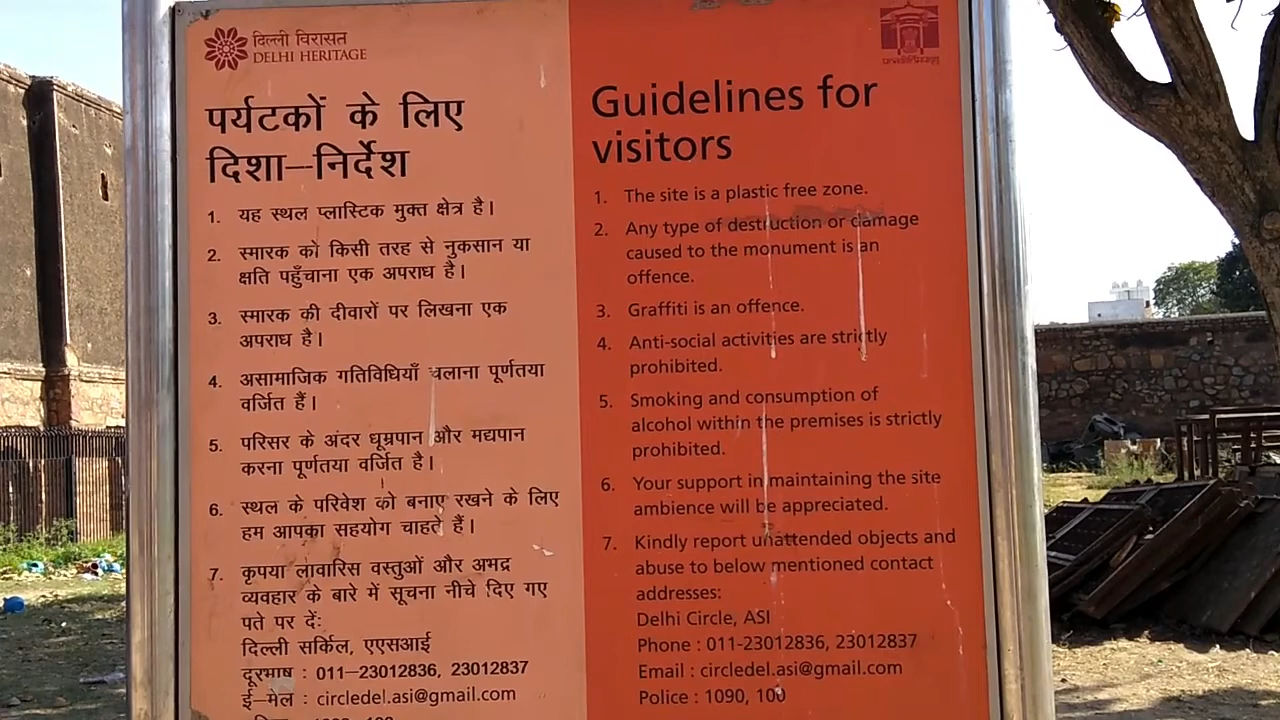 दिल्ली विरासत
DELHI HERITAGE
पर्यटकों के लिए
दिशा–निर्देश
1. यह स्थल प्लास्टिक मुक्त क्षेत्र है।
2. स्मारक को किसी तरह से नुकसान या
क्षति पहुँचाना एक अपराध है।
3. स्मारक की दीवारों पर लिखना एक
अपराध है।
4. असामाजिक गतिविधियाँ चलाना पूर्णतया
वर्जित हैं।
5. परिसर के अंदर धूम्रपान और मद्यपान
करना पूर्णतया वर्जित है।
6. स्थल के परिवेश को बनाए रखने के लिए
हम आपका सहयोग चाहते हैं।
7. कृपया लावारिस वस्तुओं और अभद्र
व्यवहार के बारे में सूचना नीचे दिए गए
पते पर दें:
दिल्ली सर्किल, एएसआई
दूरभाष : 011–23012836, 23012837
ई–मेल : circledel.asi@gmail.com
Guidelines for
visitors
1. The site is a plastic free zone.
2. Any type of destruction or damage
caused to the monument is an
offence.
3. Graffiti is an offence.
4. Anti-social activities are strictly
prohibited.
5. Smoking and consumption of
alcohol within the premises is strictly
prohibited.
6. Your support in maintaining the site
ambience will be appreciated.
7. Kindly report unattended objects and
abuse to below mentioned contact
addresses:
Delhi Circle, ASI
Phone : 011-23012836, 23012837
Email : circledel.asi@gmail.com
Police : 1090, 100